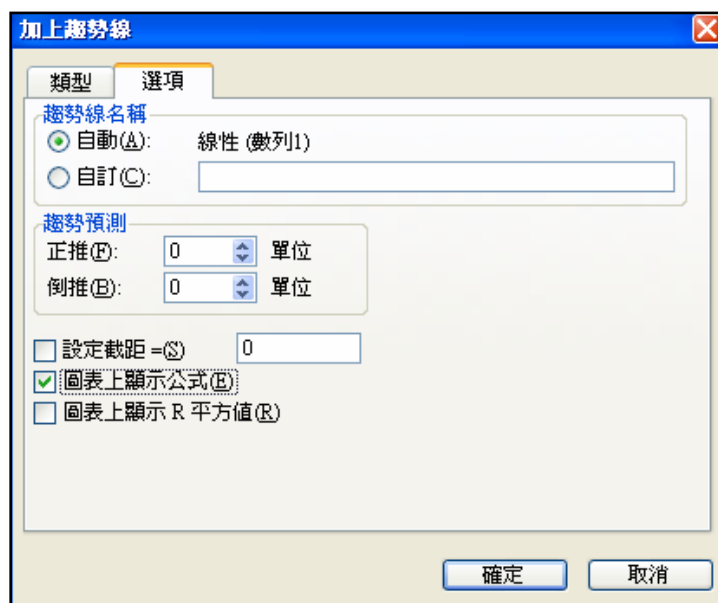 加上趨勢線
類型 選項
趨勢線名稱
自動(A): 線性 (數列1)
自訂(C):
趨勢預測
正推(F): 0 單位
倒推(B): 0 單位
設定截距 =(S) 0
圖表上顯示公式(E)
圖表上顯示 R 平方值(R)
確定 取消